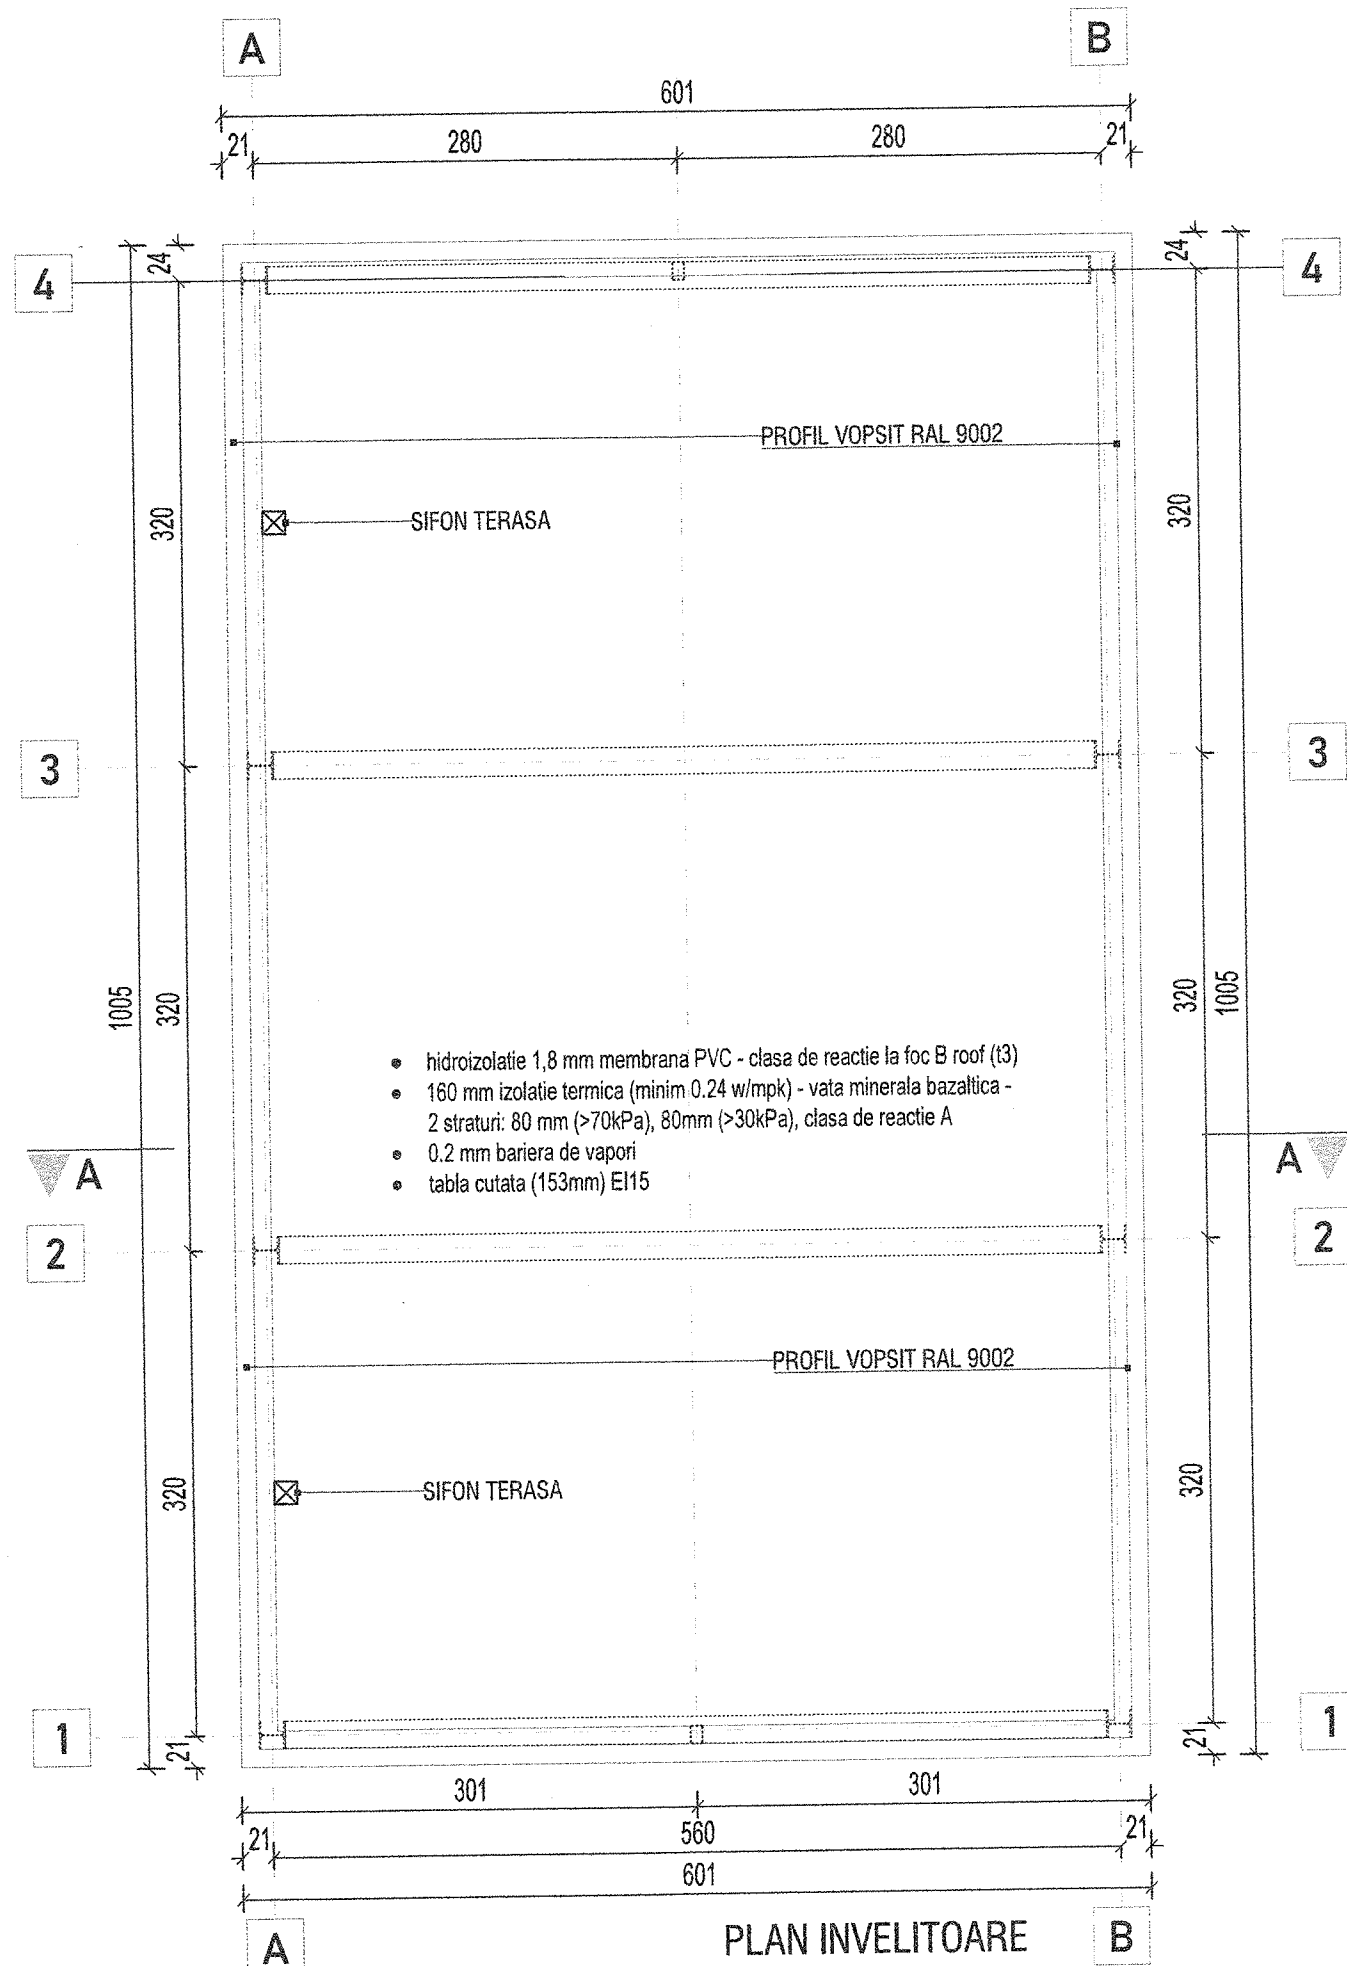 A
B
601
21
280
280
21
24
24
4
4
PROFIL VOPSIT RAL 9002
320
SIFON TERASA
320
3
3
1005
320
320
1005
• hidroizolatie 1,8 mm membrana PVC - clasa de reactie la foc B roof (t3)
• 160 mm izolatie termica (minim 0.24 w/mpk) - vata minerala bazaltica -
2 straturi: 80 mm (>70kPa), 80mm (>30kPa), clasa de reactie A
• 0.2 mm bariera de vapori
• tabla cutata (153mm) EI15
A
A
2
2
PROFIL VOPSIT RAL 9002
320
SIFON TERASA
320
1
1
21
21
301
301
21
560
21
601
A
PLAN INVELITOARE
B